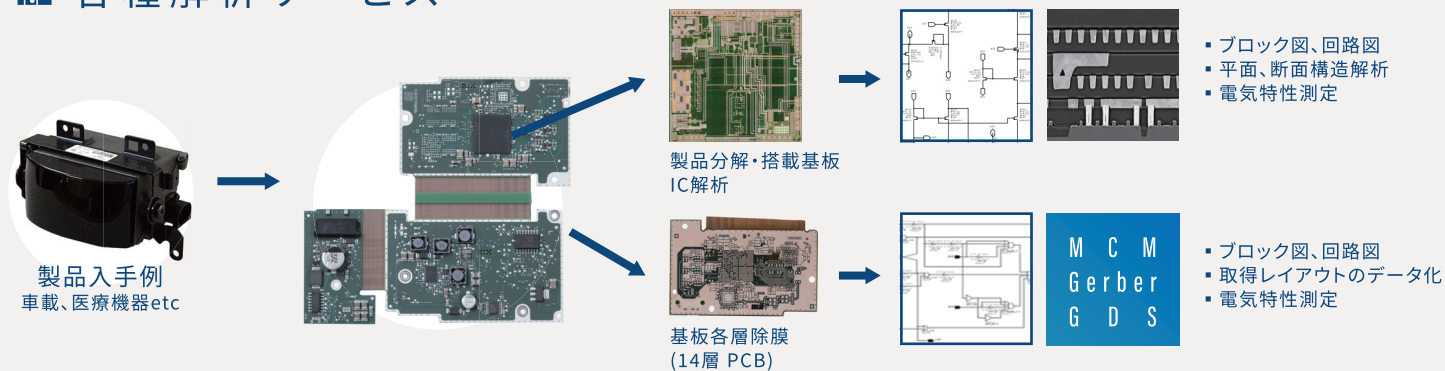 各種解析サービス
製品入手例
車載、医療機器etc
製品分解・搭載基板
IC解析
▪ ブロック図、回路図
▪ 平面、断面構造解析
▪ 電気特性測定
基板各層除膜
(14層 PCB)
M C M
Gerber
G D S
▪ ブロック図、回路図
▪ 取得レイアウトのデータ化
▪ 電気特性測定